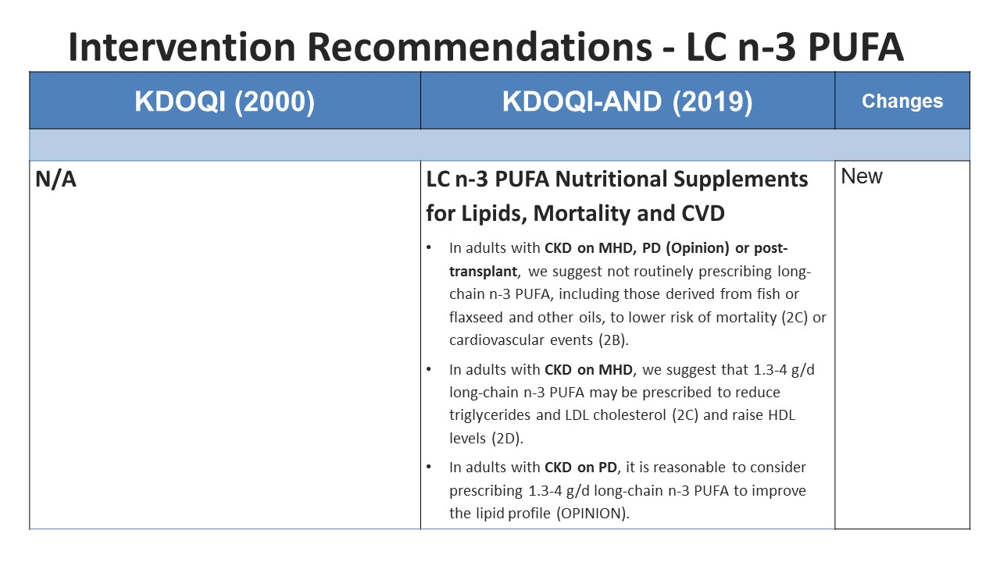 Intervention Recommendations - LC n-3 PUFA
KDOQI (2000)
KDOQI-AND (2019)
Changes
N/A
LC n-3 PUFA Nutritional Supplements
for Lipids, Mortality and CVD
• In adults with CKD on MHD, PD (Opinion) or post-
transplant, we suggest not routinely prescribing long-
chain n-3 PUFA, including those derived from fish or
flaxseed and other oils, to lower risk of mortality (2C) or
cardiovascular events (2B).
• In adults with CKD on MHD, we suggest that 1.3-4 g/d
long-chain n-3 PUFA may be prescribed to reduce
triglycerides and LDL cholesterol (2C) and raise HDL
levels (2D).
• In adults with CKD on PD, it is reasonable to consider
prescribing 1.3-4 g/d long-chain n-3 PUFA to improve
the lipid profile (OPINION).
New